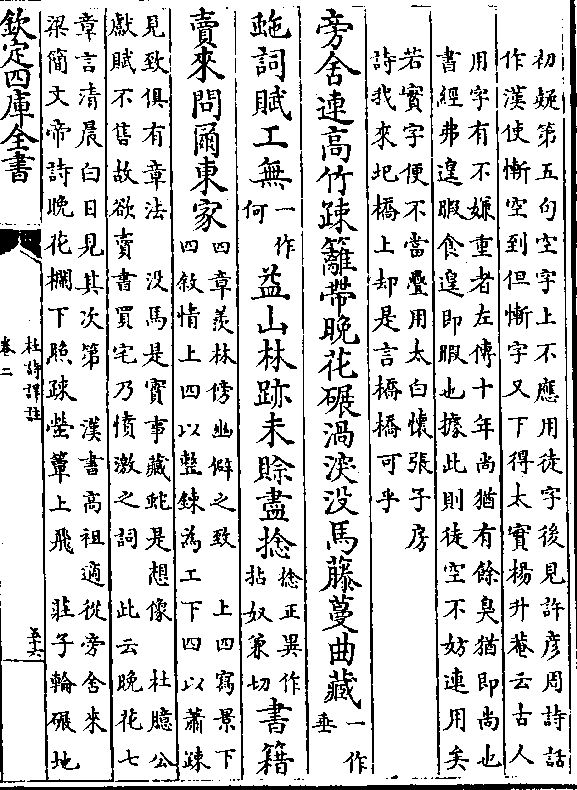 初疑第五句空字上不應用徒字後見許彦周詩話
作漢使慚空到但慚字又下得太實楊升菴云古人
用字有不嫌重者左傳十年尚猶有餘臭猶即尚也
書經弗遑暇食遑即暇也據此則徒空不妨連用矣
若實字便不當疊用太白懷張子房
詩我來圯橋上却是言橋橋可乎
旁舍連高竹疎籬帶晚花碾渦深没馬藤蔓曲藏一作
垂
虵詞賦工無一作
何益山林跡未賒盡捻捻正異作
拈奴兼切書籍
賣來問爾東家四章羡林傍幽僻之致　上四寫景下
四敘情上四以整鍊為工下四以蕭疎
見致俱有章法　没馬是實事藏虵是想像　杜臆公
獻賦不售故欲賣書買宅乃憤激之詞　此云晚花七
章言清晨白日見其次第　漢書高祖適從旁舍來
梁簡文帝詩晚花欄下照疎螢簟上飛　莊子輪碾地
欽定四庫全書
杜詩詳註
卷二
五十六